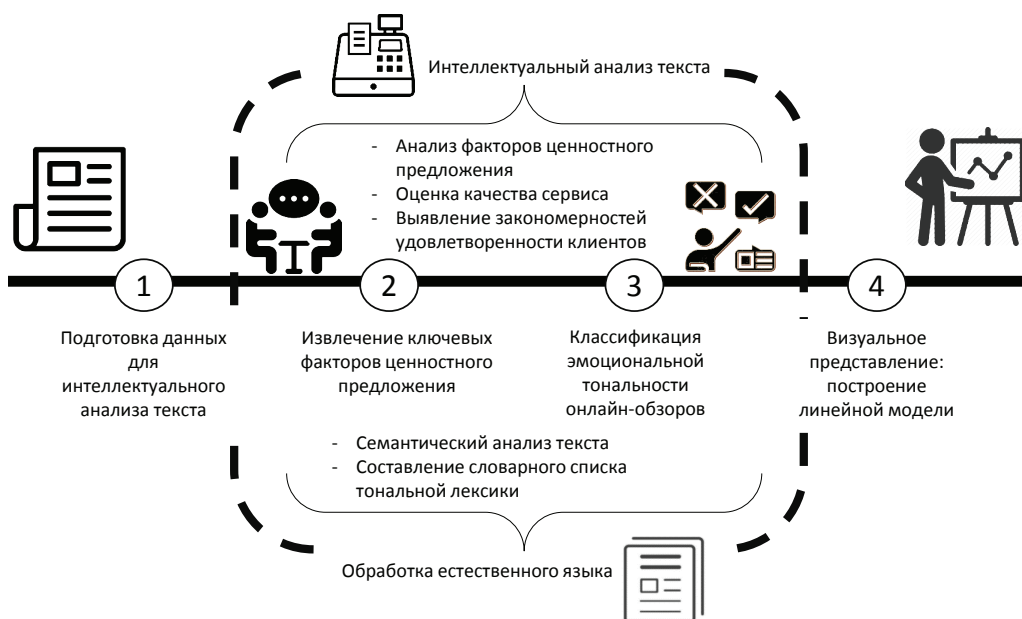 Интеллектуальный анализ текста
- Анализ факторов ценностного
предложения
- Оценка качества сервиса
- Выявление закономерностей
удовлетворенности клиентов
1
2
3
4
Подготовка данных
для
интеллектуального
анализа текста
Извлечение ключевых
факторов ценностного
предложения
Классификация
эмоциональной
тональности
онлайн-обзоров
Визуальное
представление:
построение
линейной модели
- Семантический анализ текста
- Составление словарного списка
тональной лексики
Обработка естественного языка